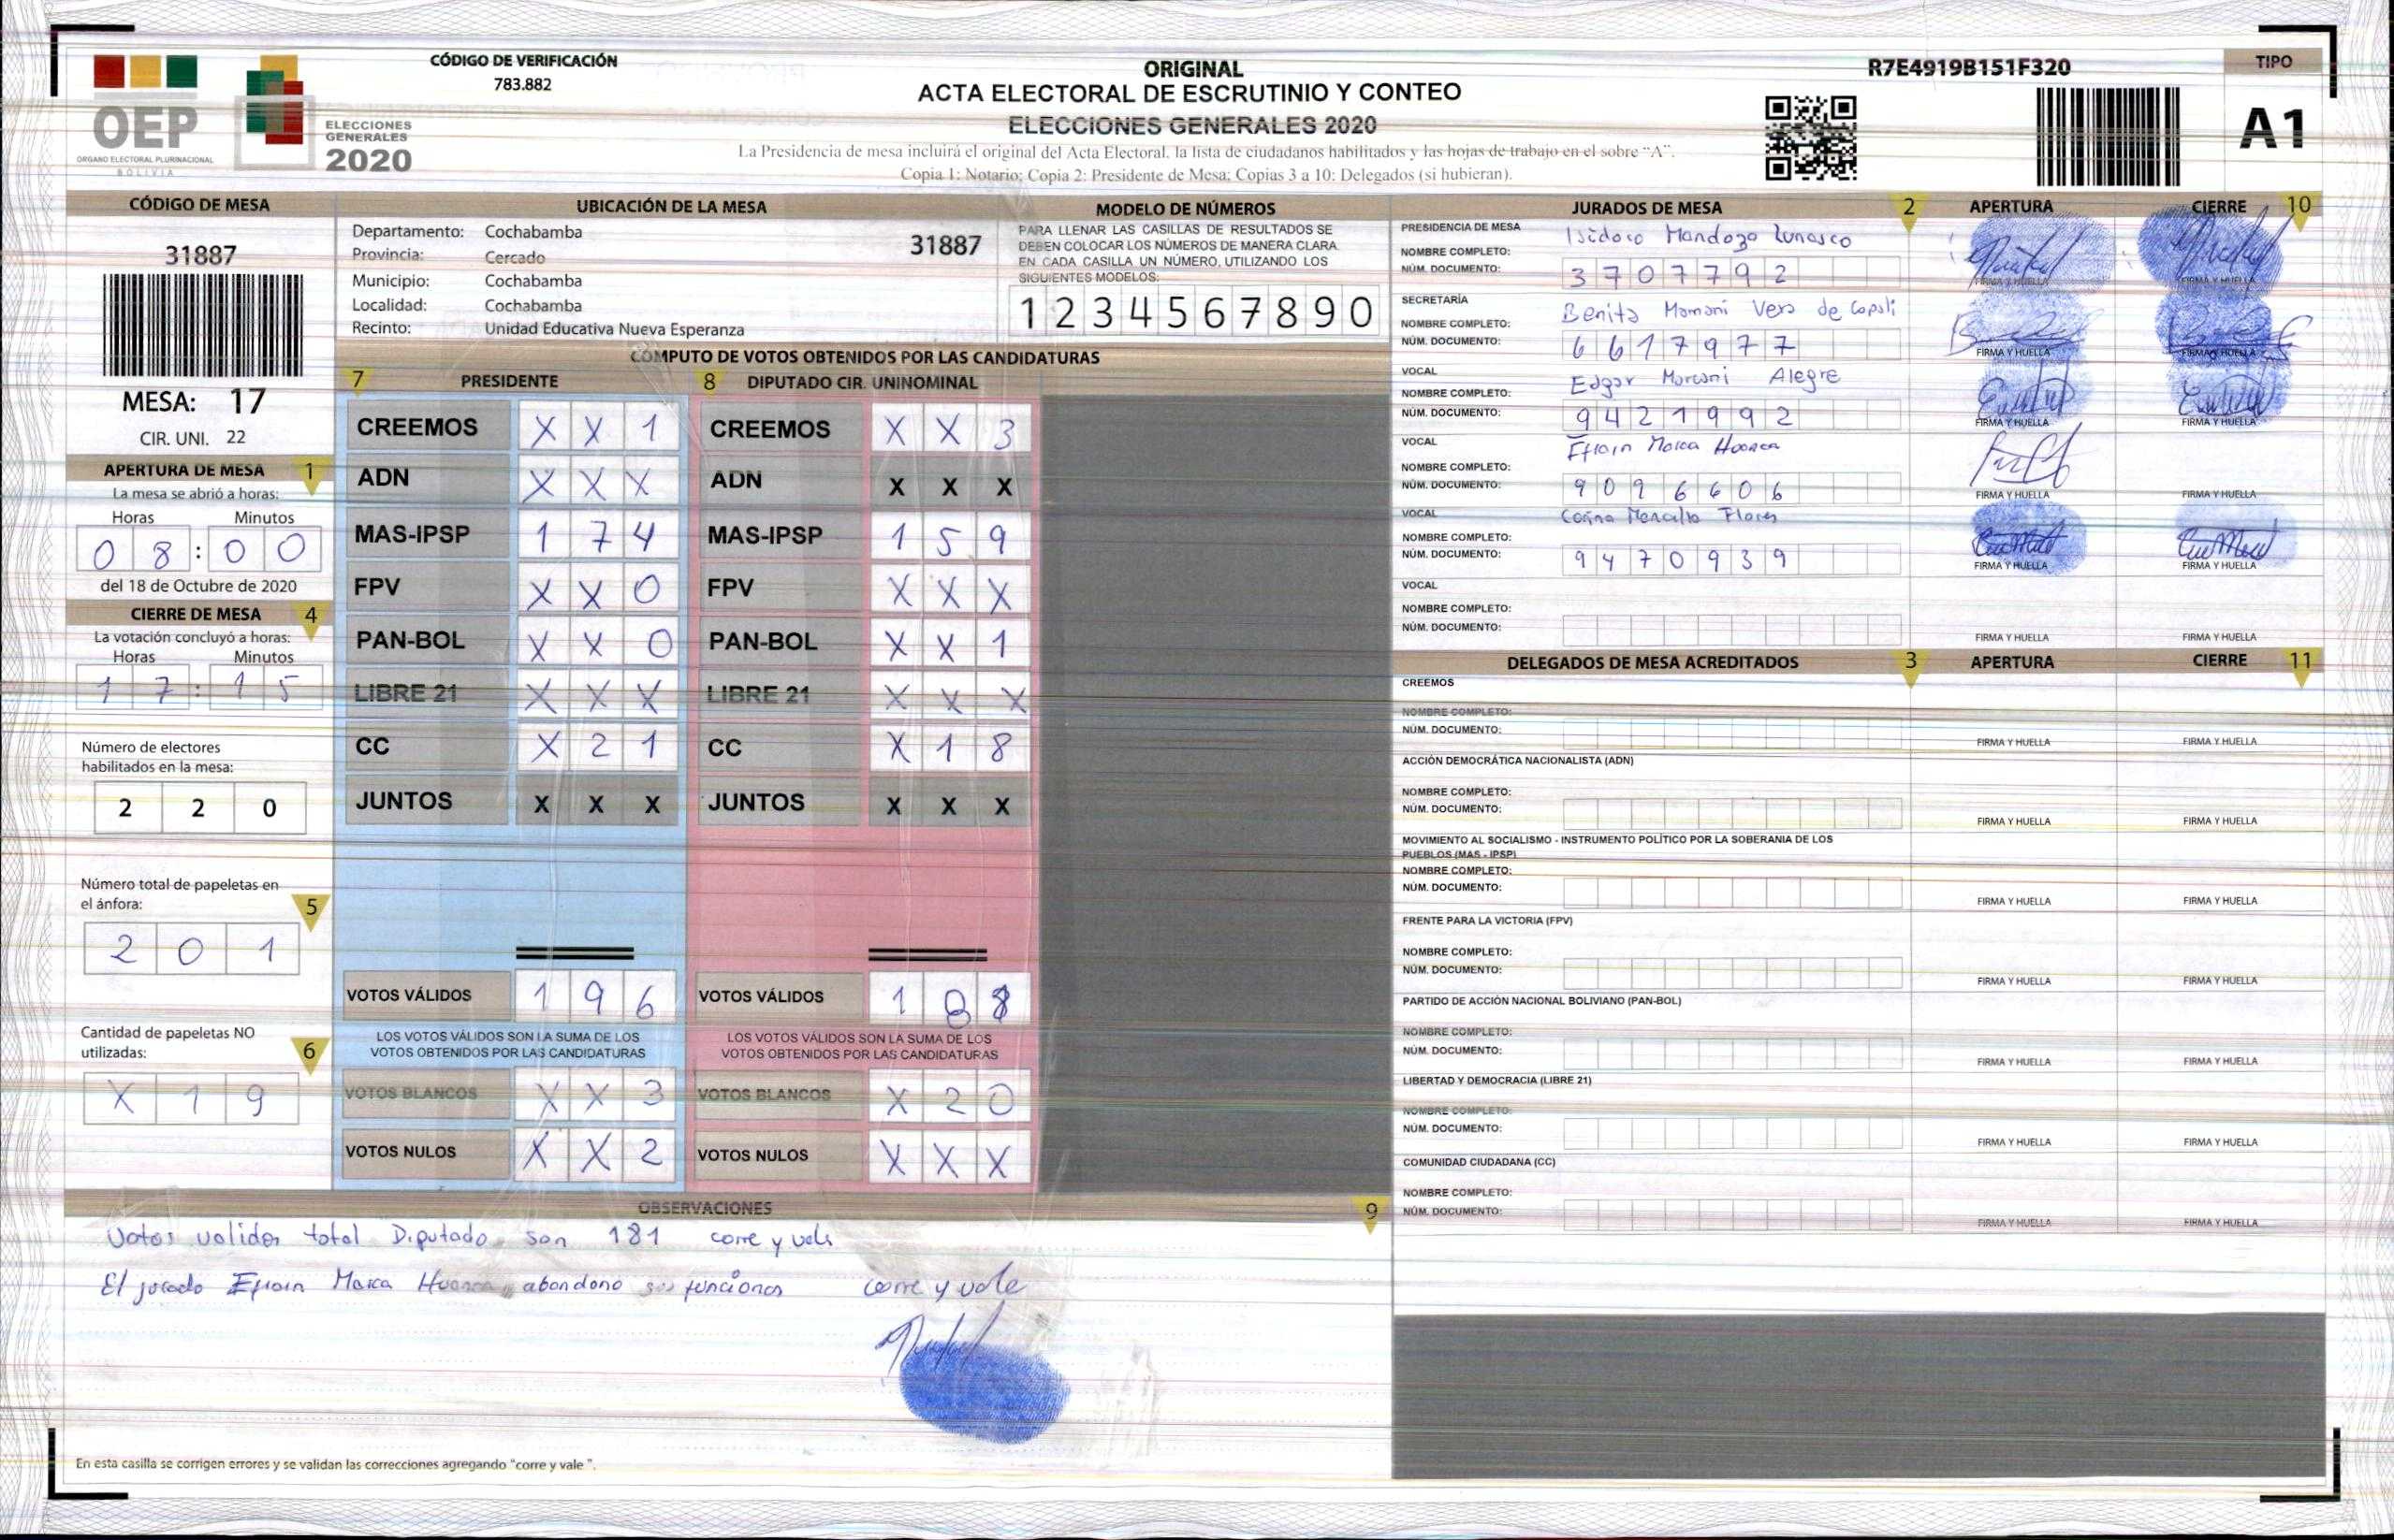 CÓDIGO DE VERIFICACIÓN
783.882
OEP
ORGANO ELECTORAL PLURINACIONAL
BOLIVIA
ELECCIONES
GENERALES
2020
ORIGINAL
ACTA ELECTORAL DE ESCRUTINIO Y CONTEO
ELECCIONES GENERALES 2020
La Presidencia de mesa incluirá el original del Acta Electoral, la lista de ciudadanos habilitados y las hojas de trabajo en el sobre “A”.
Copia 1: Notario; Copia 2: Presidente de Mesa; Copias 3 a 10: Delegados (si hubieran).
R7E4919B151F320
TIPO
A1
CÓDIGO DE MESA
31887
MESA: 17
CIR. UNI. 22
APERTURA DE MESA 1
La mesa se abrió a horas:
Horas Minutos
0 8 : 0 0
del 18 de Octubre de 2020
CIERRE DE MESA 4
La votación concluyó a horas:
Horas Minutos
1 7 : 1 5
Número de electores
habilitados en la mesa:
2 2 0
Número total de papeletas en
el ánfora: 5
2 0 1
Cantidad de papeletas NO
utilizadas: 6
X 1 9
UBICACIÓN DE LA MESA
Departamento: Cochabamba
31887
Provincia: Cercado
Municipio: Cochabamba
Localidad: Cochabamba
Recinto: Unidad Educativa Nueva Esperanza
MODELO DE NÚMEROS
PARA LLENAR LAS CASILLAS DE RESULTADOS SE
DEBEN COLOCAR LOS NÚMEROS DE MANERA CLARA
EN CADA CASILLA UN NÚMERO, UTILIZANDO LOS
SIGUIENTES MODELOS:
1 2 3 4 5 6 7 8 9 0
CÓMPUTO DE VOTOS OBTENIDOS POR LAS CANDIDATURAS
7 PRESIDENTE
CREEMOS X X 1
ADN X X X
MAS-IPSP 1 7 4
FPV X X 0
PAN-BOL X X 0
LIBRE 21 X X X
CC X 2 1
JUNTOS X X X
VOTOS VÁLIDOS 1 9 6
LOS VOTOS VÁLIDOS SON LA SUMA DE LOS
VOTOS OBTENIDOS POR LAS CANDIDATURAS
VOTOS BLANCOS X X 3
VOTOS NULOS X X 2
8 DIPUTADO CIR. UNINOMINAL
CREEMOS X X 3
ADN X X X
MAS-IPSP 1 5 9
FPV X X X
PAN-BOL X X 1
LIBRE 21 X X X
CC X 1 8
JUNTOS X X X
VOTOS VÁLIDOS 1 8
LOS VOTOS VÁLIDOS SON LA SUMA DE LOS
VOTOS OBTENIDOS POR LAS CANDIDATURAS
VOTOS BLANCOS X 2 0
VOTOS NULOS X X X
OBSERVACIONES 9
Votos validos total Diputado son 181 corre y vale
El jurado Efrain Marca Huanca abandono sus funciones corre y vale
En esta casilla se corrigen errores y se validan las correcciones agregando "corre y vale ".
JURADOS DE MESA 2 APERTURA CIERRE 10
PRESIDENCIA DE MESA
NOMBRE COMPLETO: Isidoro Mendoza
NÚM. DOCUMENTO: 3 7 0 7 7 9 2
FIRMA Y HUELLA FIRMA Y HUELLA
SECRETARÍA
NOMBRE COMPLETO: Benita Mamani Vera de
NÚM. DOCUMENTO: 6 6 1 7 9 7 7
FIRMA Y HUELLA FIRMA Y HUELLA
VOCAL
NOMBRE COMPLETO: Edgar Mamani Alegre
NÚM. DOCUMENTO: 9 4 2 1 9 9 2
FIRMA Y HUELLA FIRMA Y HUELLA
VOCAL
NOMBRE COMPLETO: Efrain Marca Huanca
NÚM. DOCUMENTO: 9 0 9 6 6 0 6
FIRMA Y HUELLA FIRMA Y HUELLA
VOCAL
NOMBRE COMPLETO: Flores
NÚM. DOCUMENTO: 9 4 7 0 9 3 9
FIRMA Y HUELLA FIRMA Y HUELLA
VOCAL
NOMBRE COMPLETO:
NÚM. DOCUMENTO:
FIRMA Y HUELLA FIRMA Y HUELLA
DELEGADOS DE MESA ACREDITADOS 3 APERTURA CIERRE 11
CREEMOS
NOMBRE COMPLETO:
NÚM. DOCUMENTO:
FIRMA Y HUELLA FIRMA Y HUELLA
ACCIÓN DEMOCRÁTICA NACIONALISTA (ADN)
NOMBRE COMPLETO:
NÚM. DOCUMENTO:
FIRMA Y HUELLA FIRMA Y HUELLA
MOVIMIENTO AL SOCIALISMO - INSTRUMENTO POLÍTICO POR LA SOBERANIA DE LOS
PUEBLOS (MAS - IPSP)
NOMBRE COMPLETO:
NÚM. DOCUMENTO:
FIRMA Y HUELLA FIRMA Y HUELLA
FRENTE PARA LA VICTORIA (FPV)
NOMBRE COMPLETO:
NÚM. DOCUMENTO:
FIRMA Y HUELLA FIRMA Y HUELLA
PARTIDO DE ACCIÓN NACIONAL BOLIVIANO (PAN-BOL)
NOMBRE COMPLETO:
NÚM. DOCUMENTO:
FIRMA Y HUELLA FIRMA Y HUELLA
LIBERTAD Y DEMOCRACIA (LIBRE 21)
NOMBRE COMPLETO:
NÚM. DOCUMENTO:
FIRMA Y HUELLA FIRMA Y HUELLA
COMUNIDAD CIUDADANA (CC)
NOMBRE COMPLETO:
NÚM. DOCUMENTO:
FIRMA Y HUELLA FIRMA Y HUELLA